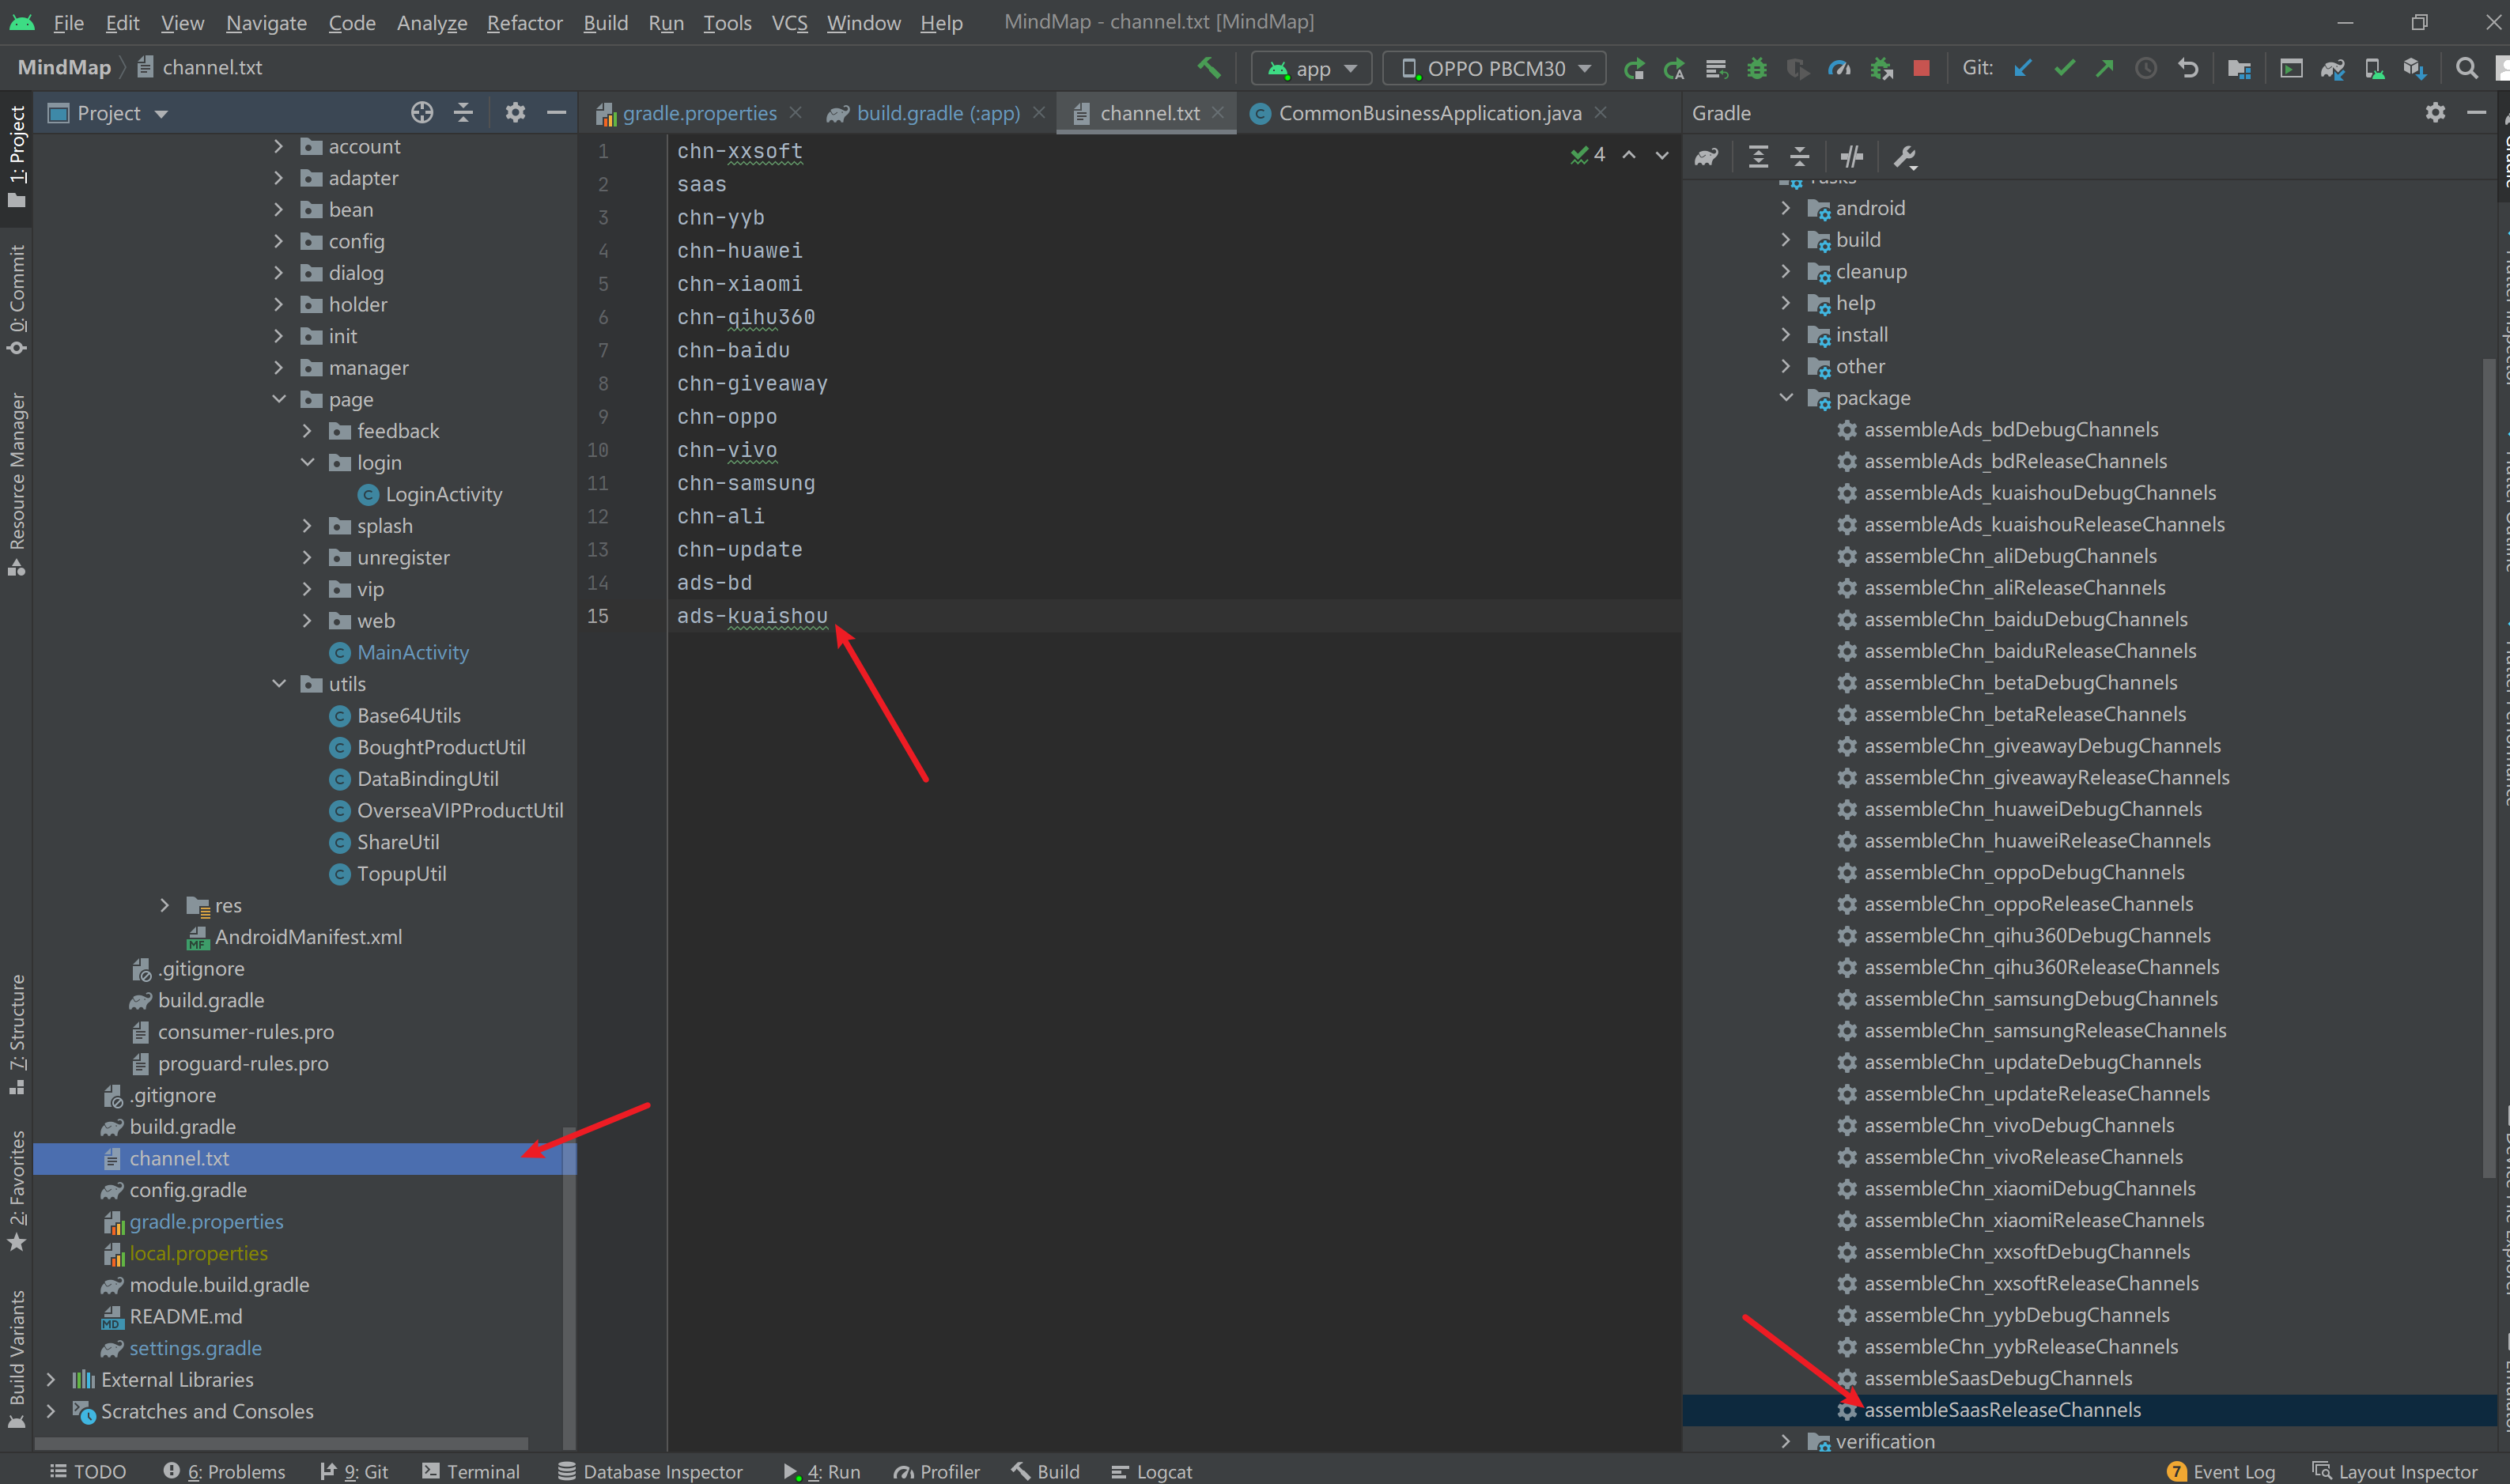 File Edit View Navigate Code Analyze Refactor Build Run Tools VCS Window Help MindMap - channel.txt [MindMap]
MindMap channel.txt app OPPO PBCM30 Git:
Project
gradle.properties build.gradle (:app) channel.txt CommonBusinessApplication.java
Gradle
1: Project
0: Commit
Resource Manager
7: Structure
2: Favorites
Build Variants
account
adapter
bean
config
dialog
holder
init
manager
page
feedback
login
LoginActivity
splash
unregister
vip
web
MainActivity
utils
Base64Utils
BoughtProductUtil
DataBindingUtil
OverseaVIPProductUtil
ShareUtil
TopupUtil
res
AndroidManifest.xml
.gitignore
build.gradle
consumer-rules.pro
proguard-rules.pro
.gitignore
build.gradle
channel.txt
config.gradle
gradle.properties
local.properties
module.build.gradle
README.md
settings.gradle
External Libraries
Scratches and Consoles
1 chn-xxsoft
2 saas
3 chn-yyb
4 chn-huawei
5 chn-xiaomi
6 chn-qihu360
7 chn-baidu
8 chn-giveaway
9 chn-oppo
10 chn-vivo
11 chn-samsung
12 chn-ali
13 chn-update
14 ads-bd
15 ads-kuaishou
4
android
build
cleanup
help
install
other
package
assembleAds_bdDebugChannels
assembleAds_bdReleaseChannels
assembleAds_kuaishouDebugChannels
assembleAds_kuaishouReleaseChannels
assembleChn_aliDebugChannels
assembleChn_aliReleaseChannels
assembleChn_baiduDebugChannels
assembleChn_baiduReleaseChannels
assembleChn_betaDebugChannels
assembleChn_betaReleaseChannels
assembleChn_giveawayDebugChannels
assembleChn_giveawayReleaseChannels
assembleChn_huaweiDebugChannels
assembleChn_huaweiReleaseChannels
assembleChn_oppoDebugChannels
assembleChn_oppoReleaseChannels
assembleChn_qihu360DebugChannels
assembleChn_qihu360ReleaseChannels
assembleChn_samsungDebugChannels
assembleChn_samsungReleaseChannels
assembleChn_updateDebugChannels
assembleChn_updateReleaseChannels
assembleChn_vivoDebugChannels
assembleChn_vivoReleaseChannels
assembleChn_xiaomiDebugChannels
assembleChn_xiaomiReleaseChannels
assembleChn_xxsoftDebugChannels
assembleChn_xxsoftReleaseChannels
assembleChn_yybDebugChannels
assembleChn_yybReleaseChannels
assembleSaasDebugChannels
assembleSaasReleaseChannels
verification
TODO 6: Problems 9: Git Terminal Database Inspector 4: Run Profiler Build Logcat 7 Event Log Layout Inspector